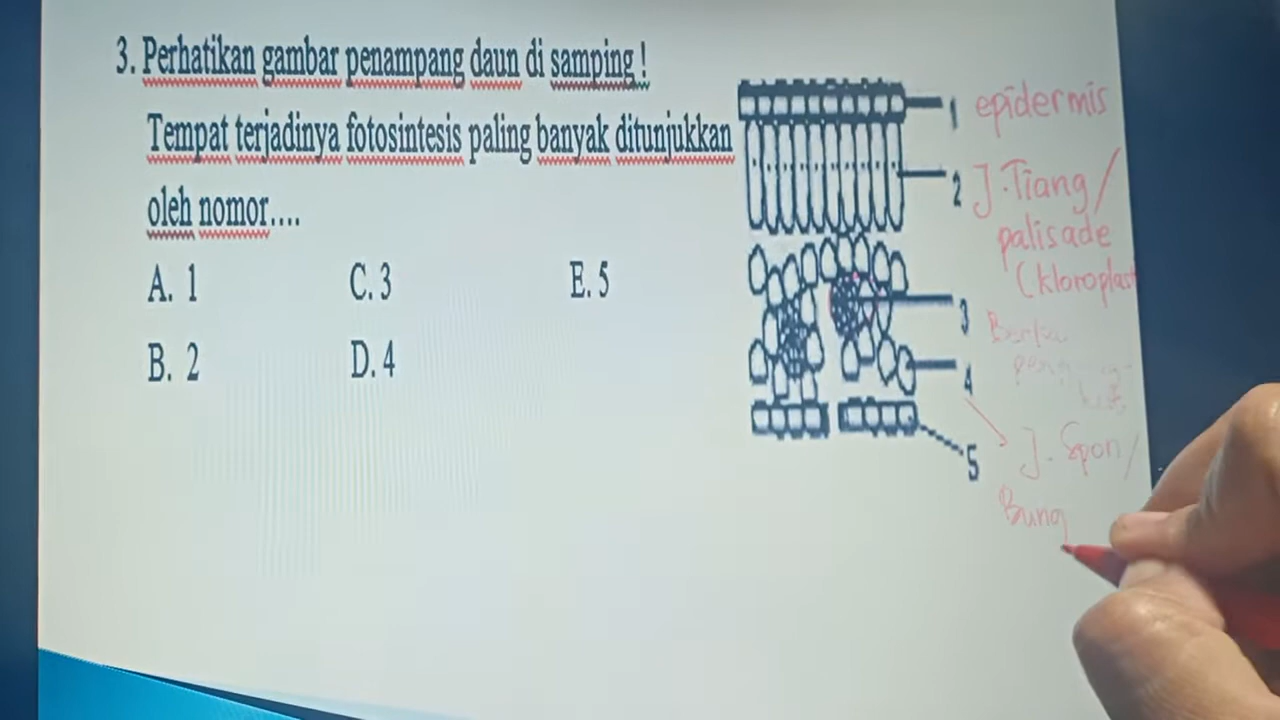 3. Perhatikan gambar penampang daun di samping !
Tempat terjadinya fotosintesis paling banyak ditunjukkan
oleh nomor....
A. 1
C. 3
E. 5
B. 2
D. 4
1 epidermis
2 J. Tiang/
palisade
(kloroplast
3
4
J. Spon/
5
Bung